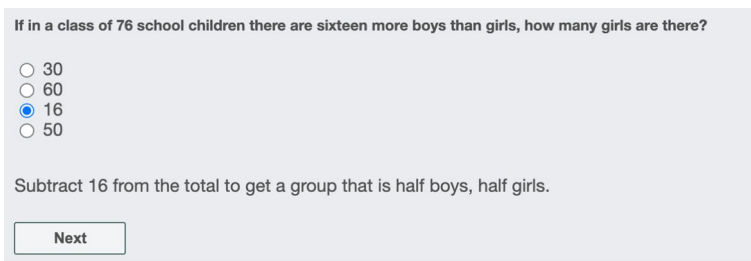 If in a class of 76 school children there are sixteen more boys than girls, how many girls are there?
30
60
16
50
Subtract 16 from the total to get a group that is half boys, half girls.
Next